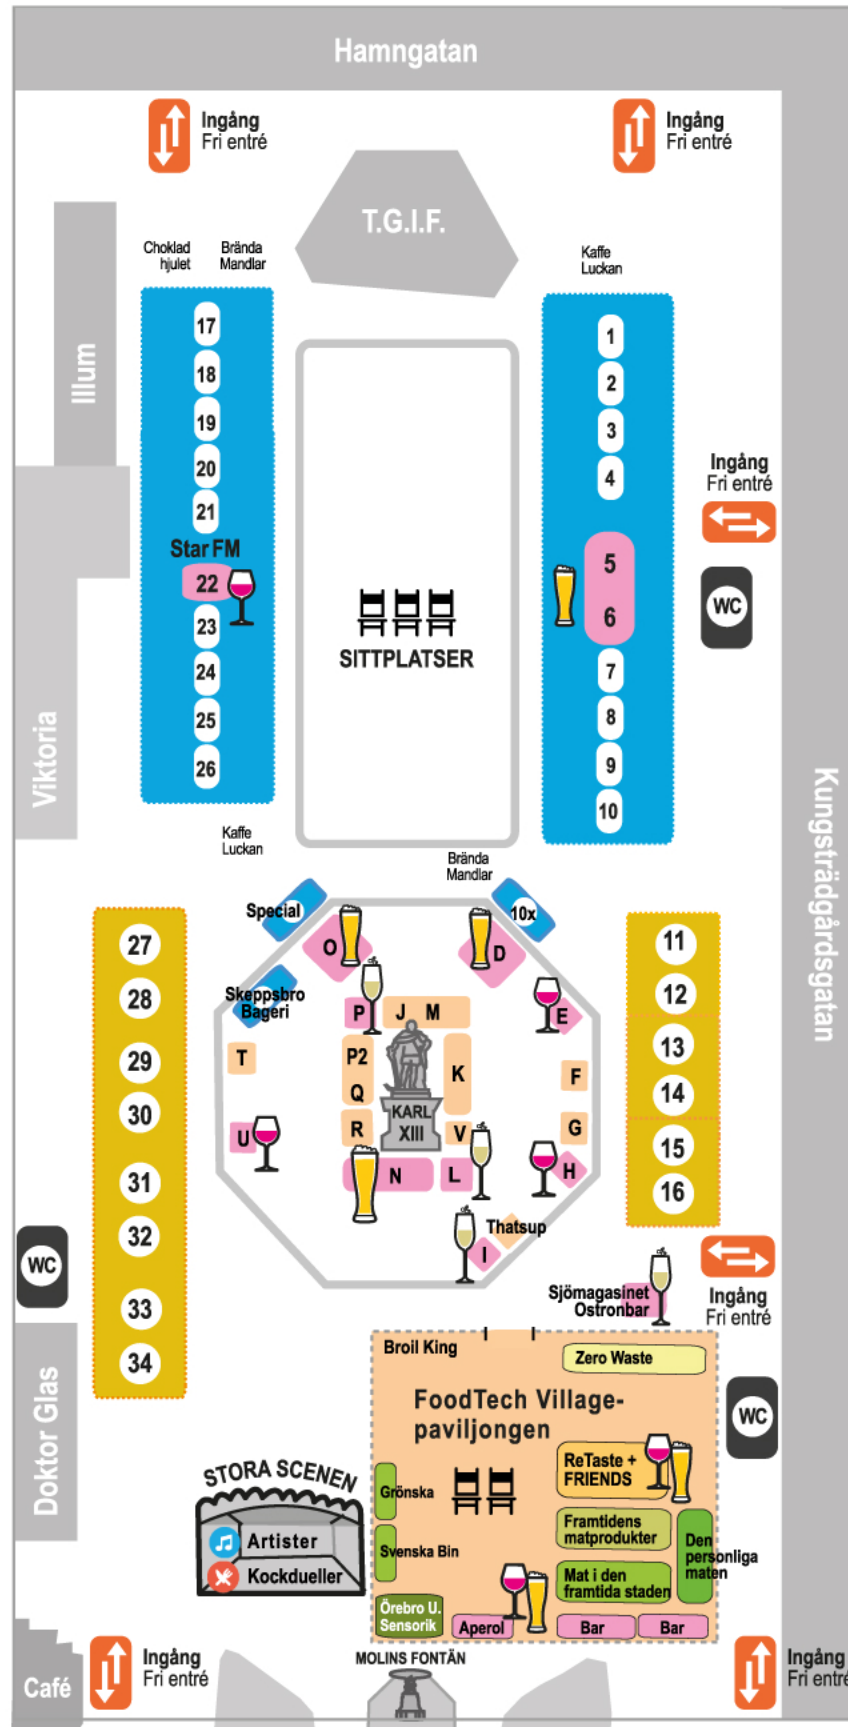 Hamngatan
Ingång
Fri entré
Ingång
Fri entré
T.G.I.F.
Choklad
hjulet
Brända
Mandlar
Kaffe
Luckan
Illum
17
18
19
20
21
Star FM
22
23
24
25
26
1
2
3
4
5
6
7
8
9
10
Ingång
Fri entré
WC
SITTPLATSER
Viktoria
Kungsträdgårdsgatan
Kaffe
Luckan
Brända
Mandlar
Special
10x
O
D
Skeppsbro
Bageri
P
J
M
E
T
P2
K
F
Q
KARL
XIII
R
V
G
U
H
N
L
Thatsup
I
27
28
29
30
31
32
33
34
11
12
13
14
15
16
WC
Ingång
Fri entré
Sjömagasinet
Ostronbar
Doktor Glas
Broil King
Zero Waste
FoodTech Village-
paviljongen
WC
STORA SCENEN
Artister
Kockdueller
Grönska
ReTaste +
FRIENDS
Svenska Bin
Framtidens
matprodukter
Den
personliga
maten
Mat i den
framtida staden
Örebro U.
Sensorik
Aperol
Bar
Bar
Café
Ingång
Fri entré
MOLINS FONTÄN
Ingång
Fri entré